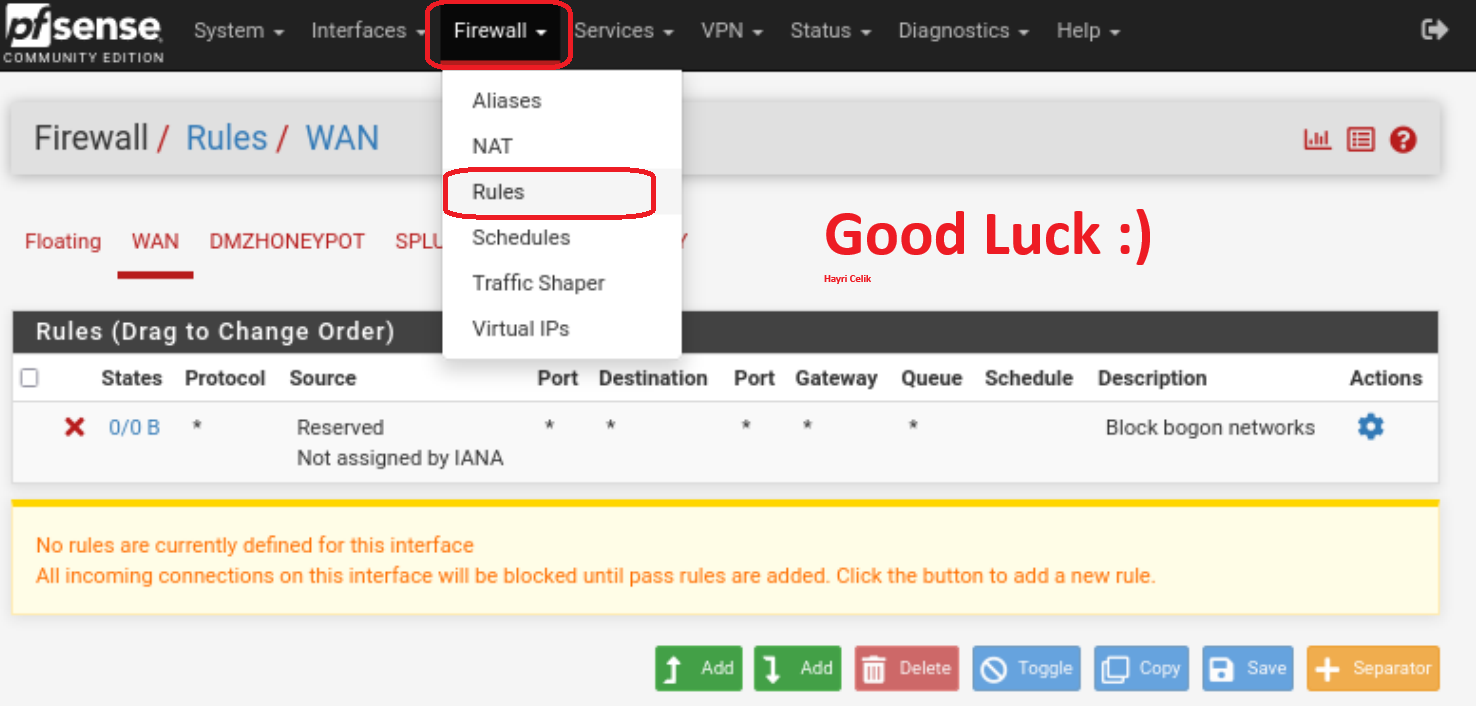 pfsense System Interfaces Firewall Services VPN Status Diagnostics Help
COMMUNITY EDITION
Aliases
Firewall / Rules / WAN
NAT
Rules
Floating WAN DMZHONEYPOT
Good Luck :)
Schedules
Hayri Celik
Traffic Shaper
Virtual IPs
Rules (Drag to Change Order)
States Protocol Source Port Destination Port Gateway Queue Schedule Description Actions
0/0 B * Reserved * * * * * Block bogon networks
Not assigned by IANA
No rules are currently defined for this interface
All incoming connections on this interface will be blocked until pass rules are added. Click the button to add a new rule.
Add Add Delete Toggle Copy Save Separator